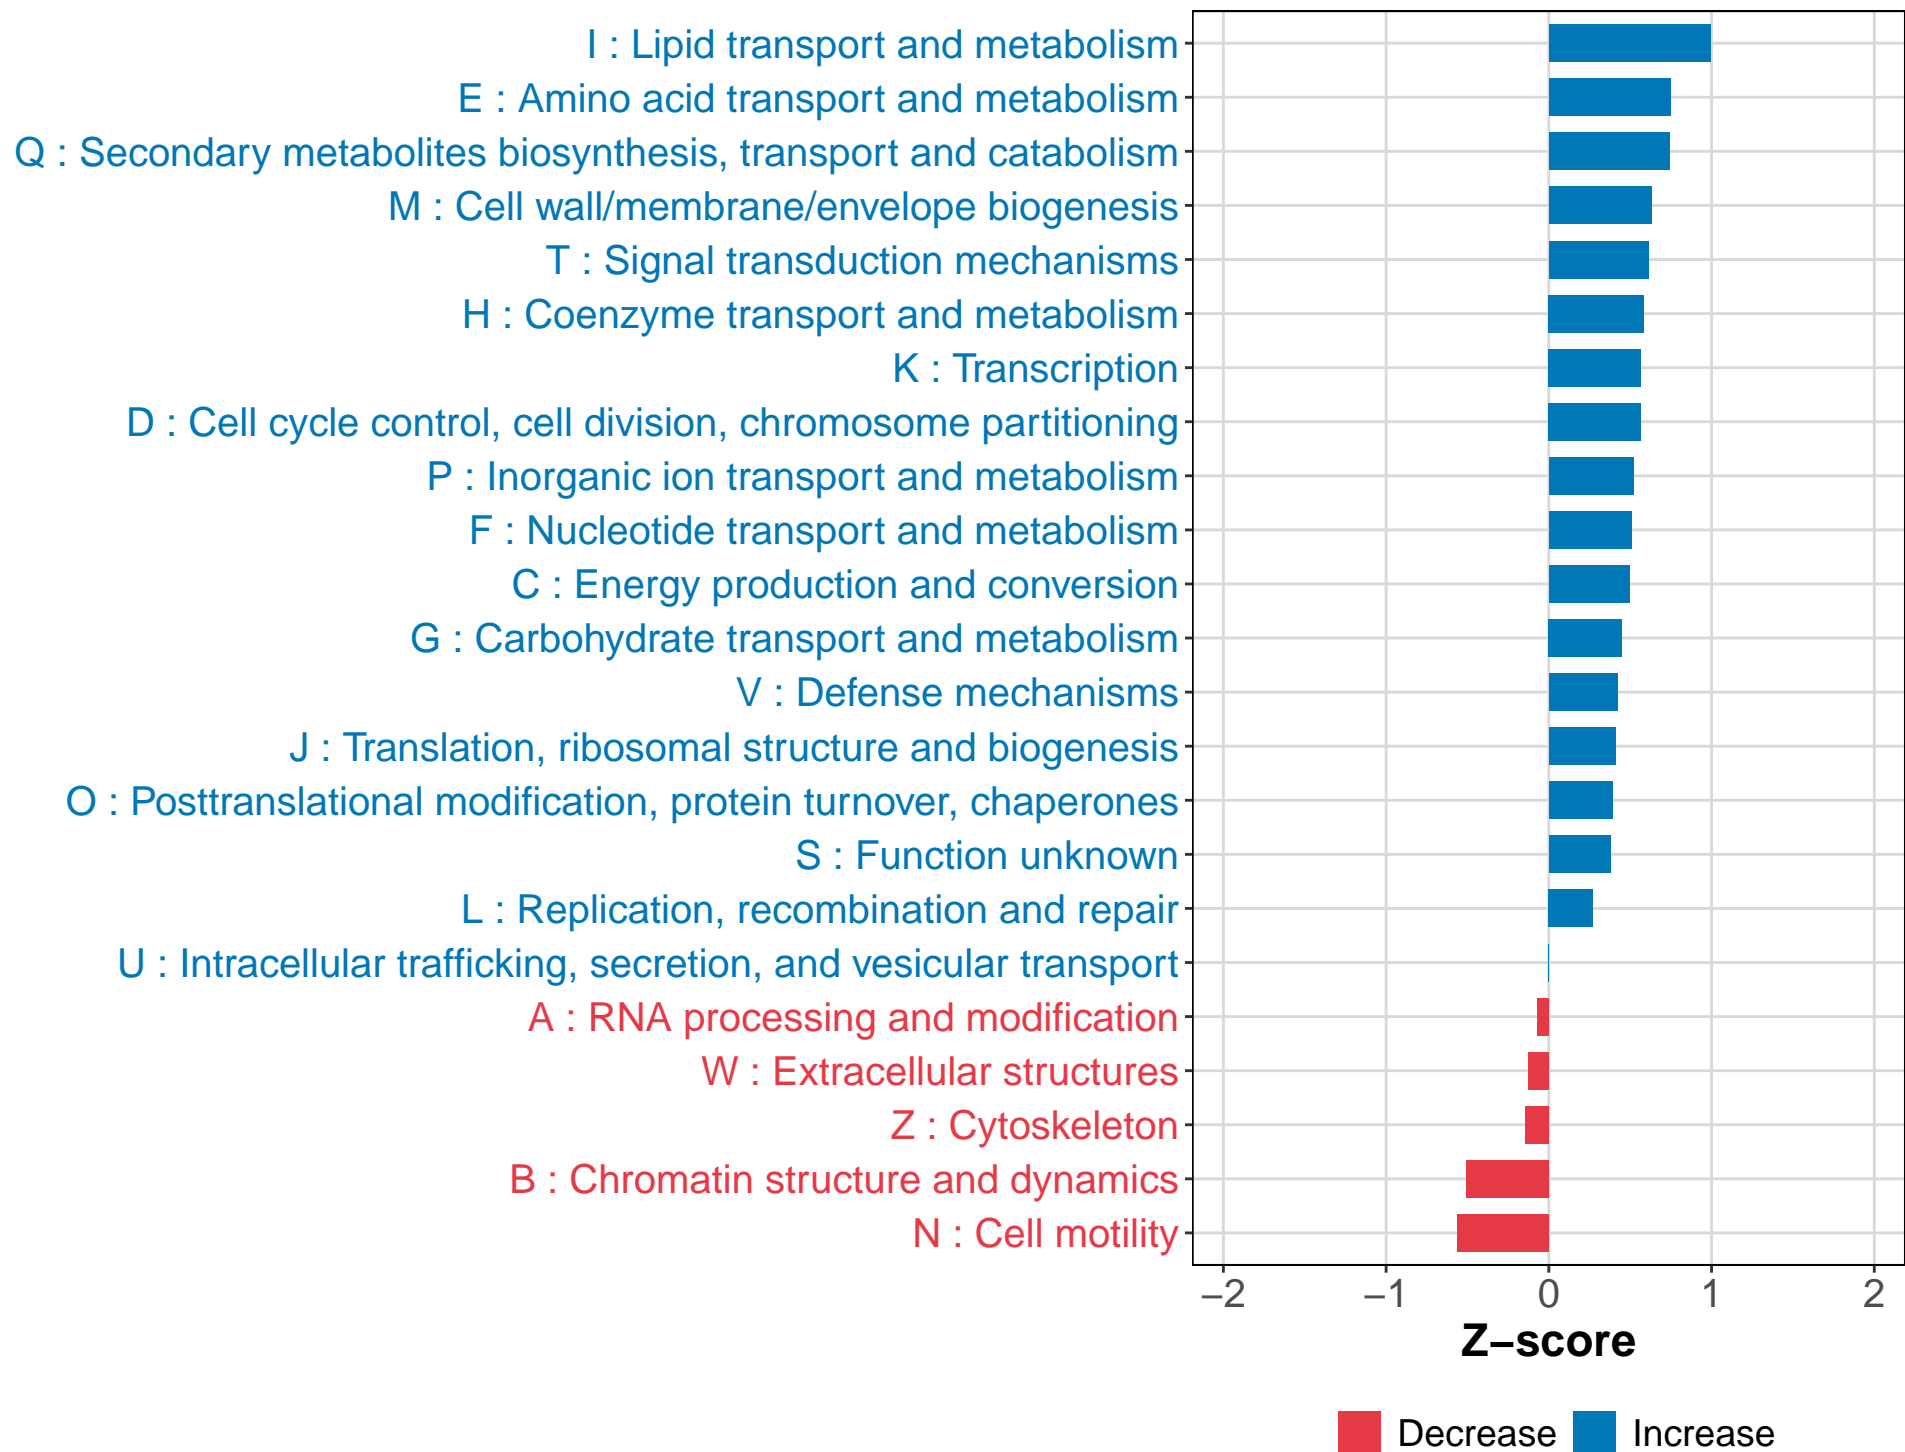 I : Lipid transport and metabolism
E : Amino acid transport and metabolism
Q : Secondary metabolites biosynthesis, transport and catabolism
M : Cell wall/membrane/envelope biogenesis
T : Signal transduction mechanisms
H : Coenzyme transport and metabolism
K : Transcription
D : Cell cycle control, cell division, chromosome partitioning
P : Inorganic ion transport and metabolism
F : Nucleotide transport and metabolism
C : Energy production and conversion
G : Carbohydrate transport and metabolism
V : Defense mechanisms
J : Translation, ribosomal structure and biogenesis
O : Posttranslational modification, protein turnover, chaperones
S : Function unknown
L : Replication, recombination and repair
U : Intracellular trafficking, secretion, and vesicular transport
A : RNA processing and modification
W : Extracellular structures
Z : Cytoskeleton
B : Chromatin structure and dynamics
N : Cell motility
−2 −1 0 1 2
Z−score
Decrease Increase